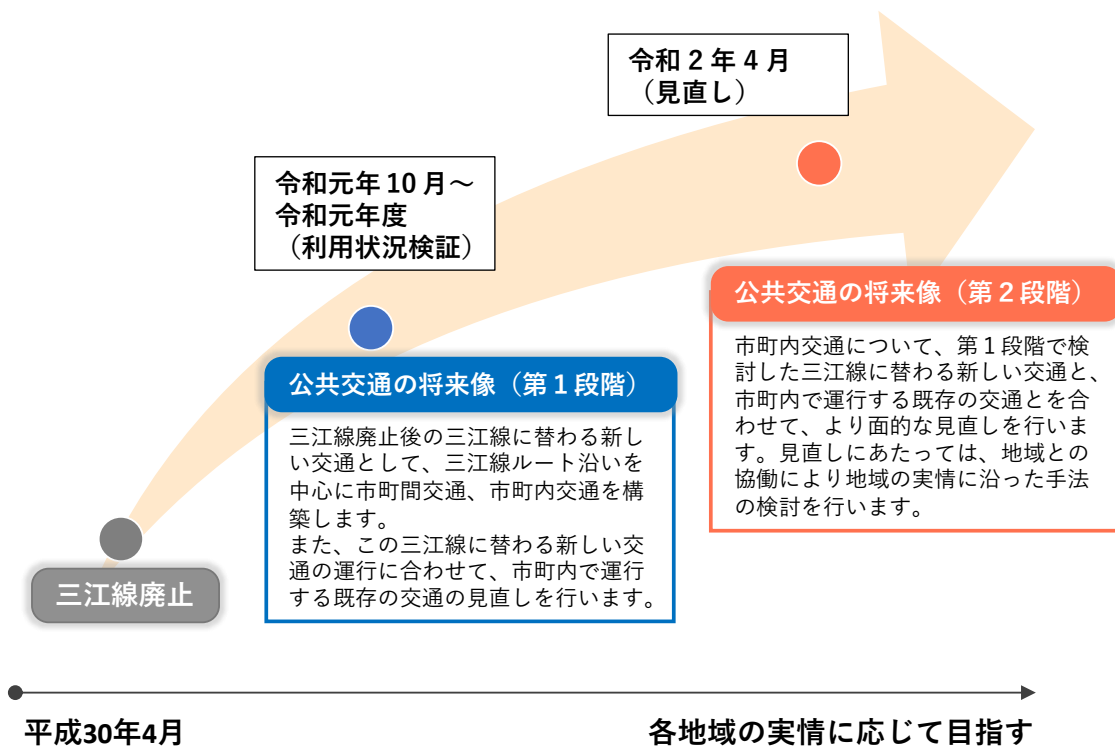 令和２年４月
（見直し）
令和元年10月～
令和元年度
（利用状況検証）
公共交通の将来像（第２段階）
市町内交通について、第１段階で検
討した三江線に替わる新しい交通と、
市町内で運行する既存の交通とを合
わせて、より面的な見直しを行いま
す。見直しにあたっては、地域との
協働により地域の実情に沿った手法
の検討を行います。
公共交通の将来像（第１段階）
三江線廃止後の三江線に替わる新し
い交通として、三江線ルート沿いを
中心に市町間交通、市町内交通を構
築します。
また、この三江線に替わる新しい交
通の運行に合わせて、市町内で運行
する既存の交通の見直しを行います。
三江線廃止
平成30年4月
各地域の実情に応じて目指す